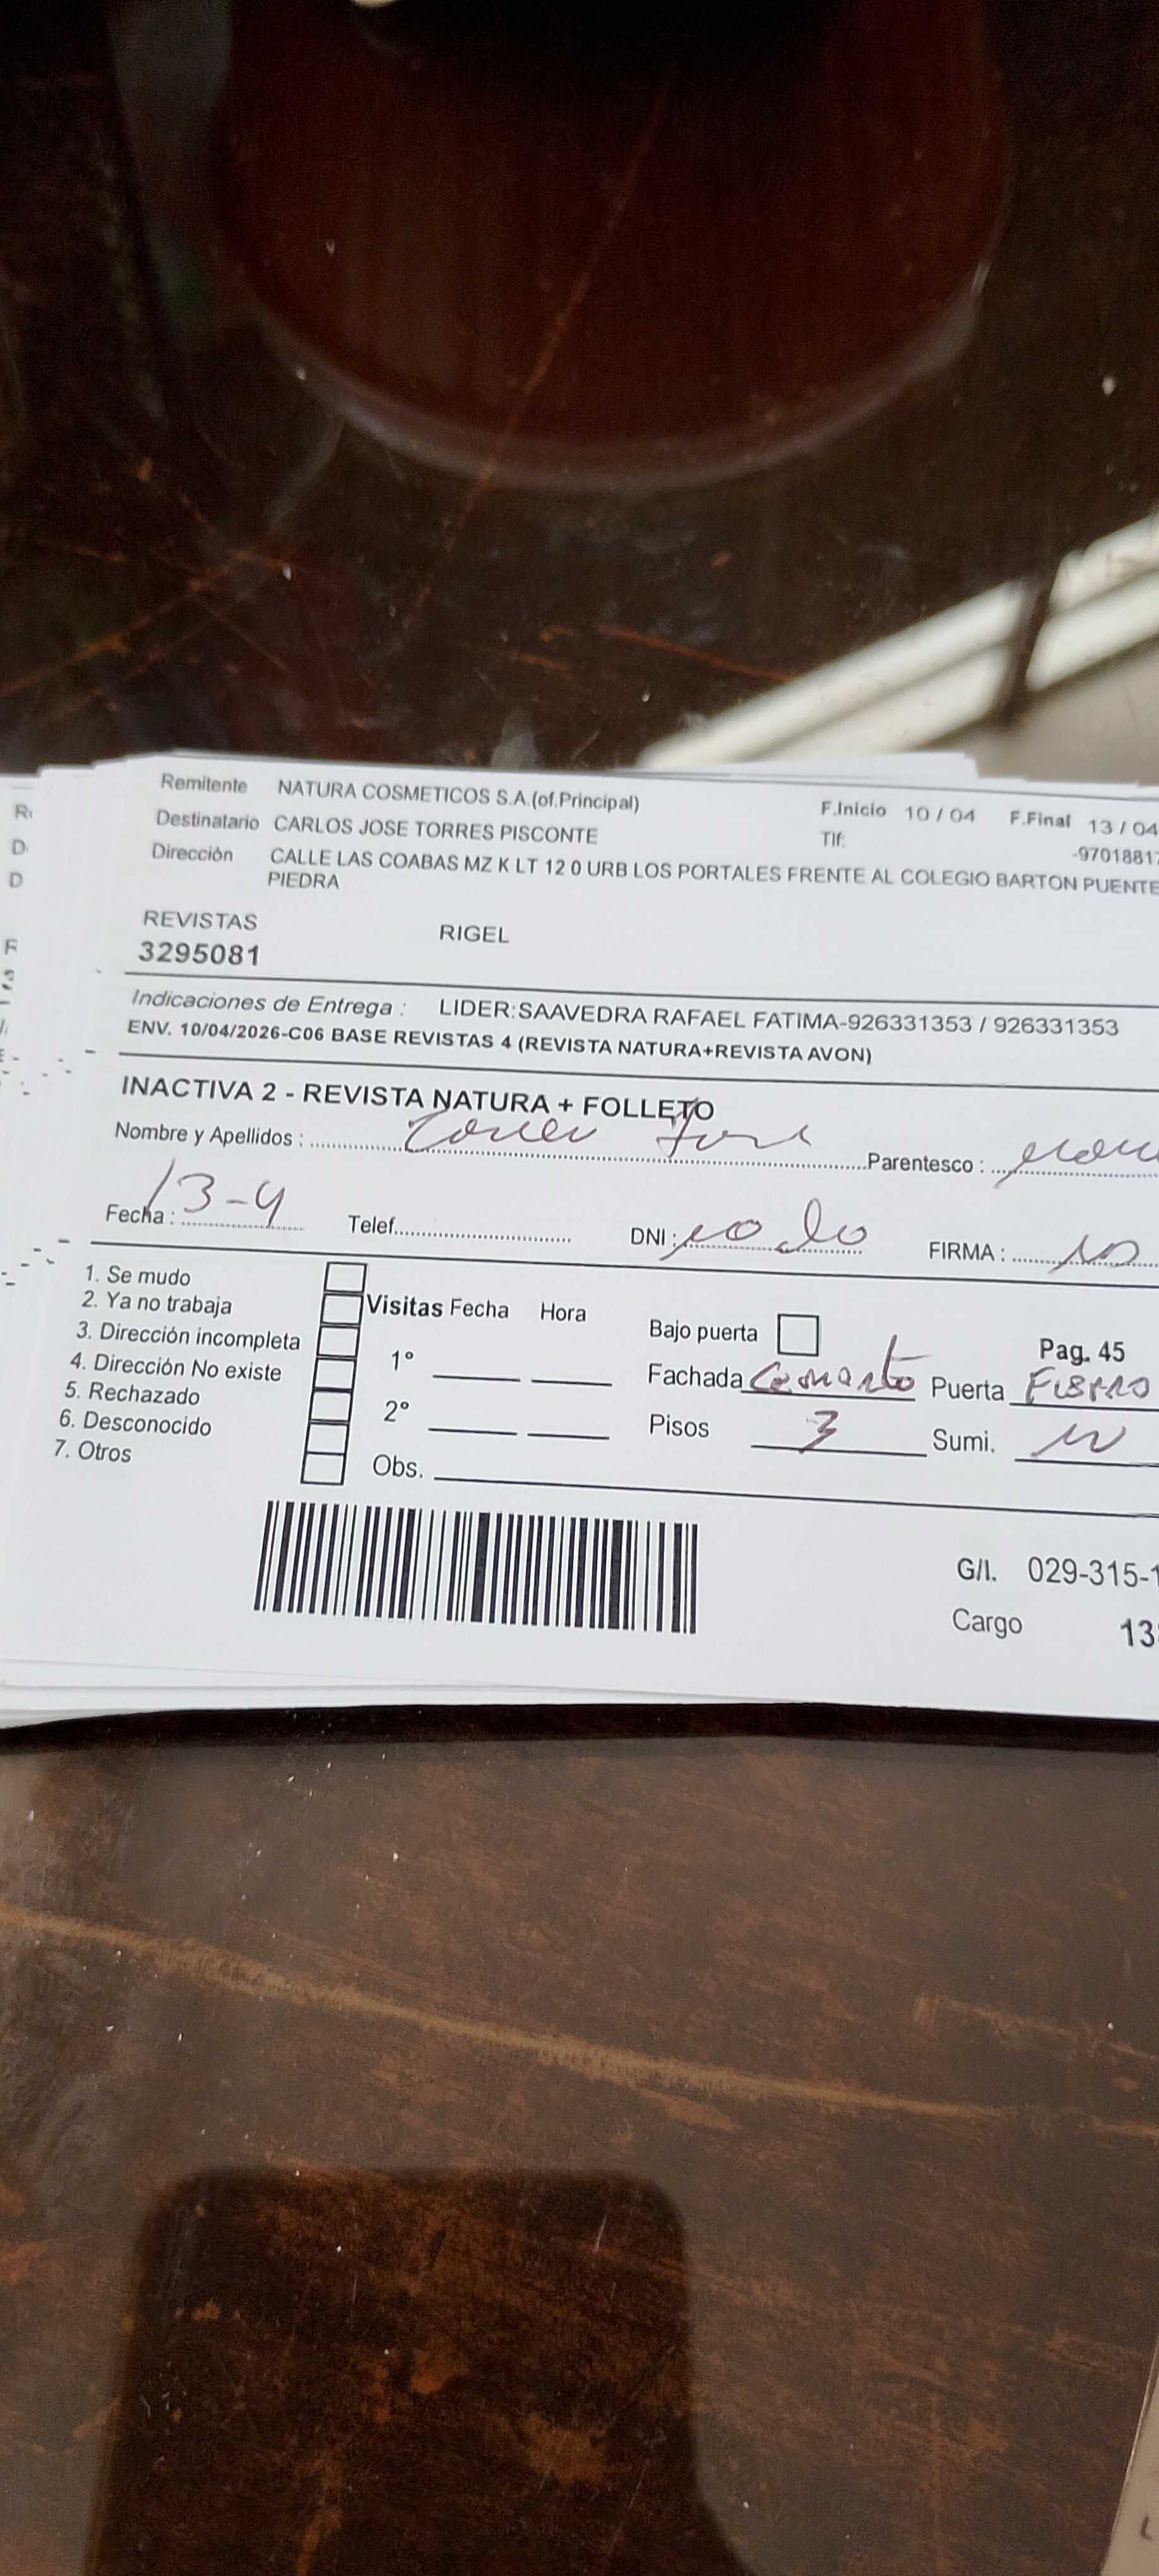 Remitente NATURA COSMETICOS S.A.(of.Principal) F.Inicio 10 / 04 F.Final 13 / 04
Destinatario CARLOS JOSE TORRES PISCONTE Tlf: -9701881
Dirección CALLE LAS COABAS MZ K LT 12 0 URB LOS PORTALES FRENTE AL COLEGIO BARTON PUENTE
PIEDRA
REVISTAS RIGEL
3295081
Indicaciones de Entrega : LIDER:SAAVEDRA RAFAEL FATIMA-926331353 / 926331353
ENV. 10/04/2026-C06 BASE REVISTAS 4 (REVISTA NATURA+REVISTA AVON)
INACTIVA 2 - REVISTA NATURA + FOLLETO
Nombre y Apellidos : Parentesco :
Fecha : 13-4 Telef. DNI : FIRMA :
1. Se mudo
2. Ya no trabaja
3. Dirección incompleta
4. Dirección No existe
5. Rechazado
6. Desconocido
7. Otros
Visitas Fecha Hora
1°
2°
Obs.
Bajo puerta Pag. 45
Fachada Puerta FIERRO
Pisos 3 Sumi.
G/I. 029-315-1
Cargo 13